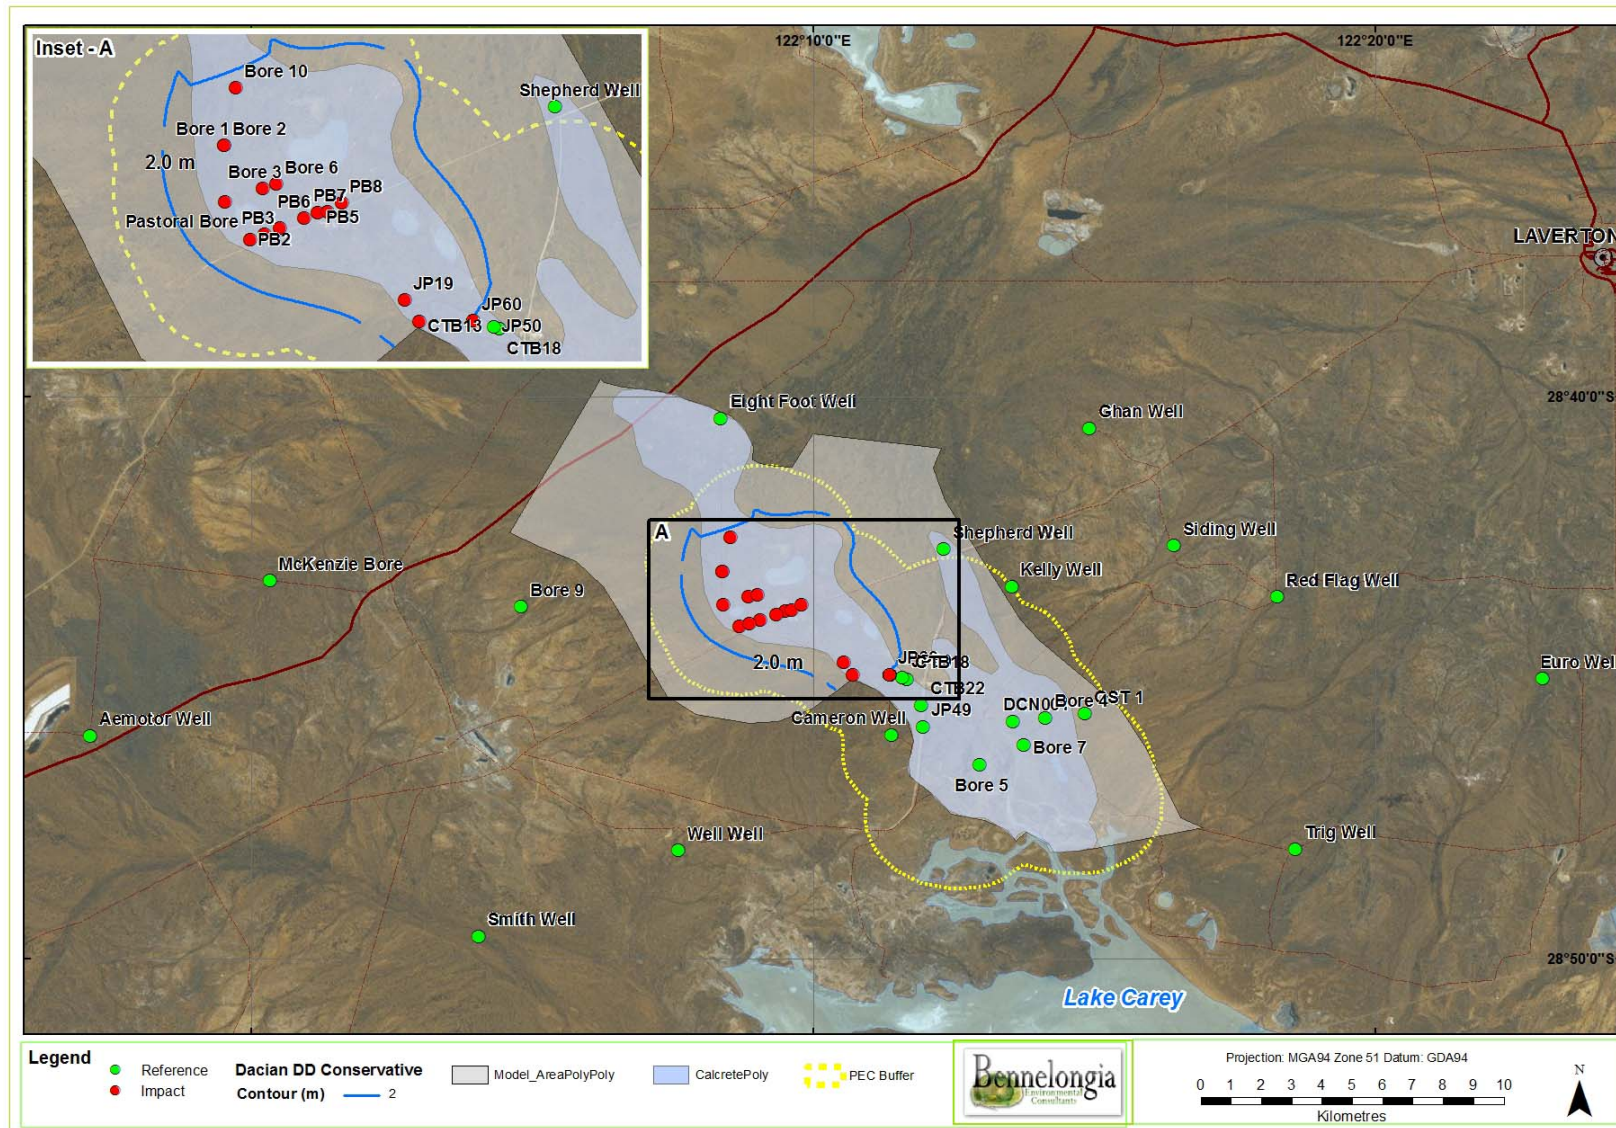 Inset - A
Bore 10
Shepherd Well
Bore 1 Bore 2
2.0 m
Bore 3 Bore 6
PB6 PB7 PB8
Pastoral Bore PB3 PB5
PB2
JP19
JP60
CTB13 JP50
CTB18
122°10'0"E
122°20'0"E
LAVERTON
28°40'0"S
Eight Foot Well
Ghan Well
A
Shepherd Well
Siding Well
McKenzie Bore
Kelly Well
Red Flag Well
Bore 9
2.0 m
CTB18
Euro Well
CTB22
JP49
Bore 4
Aemotor Well
Cameron Well
Bore 7
Bore 5
Well Well
Trig Well
Smith Well
28°50'0"S
Lake Carey
Legend
Reference
Impact
Dacian DD Conservative
Contour (m)
2
Model_AreaPolyPoly
CalcretePoly
PEC Buffer
Bennelongia
Environmental
Consultants
Projection: MGA94 Zone 51 Datum: GDA94
0 1 2 3 4 5 6 7 8 9 10
Kilometres
N